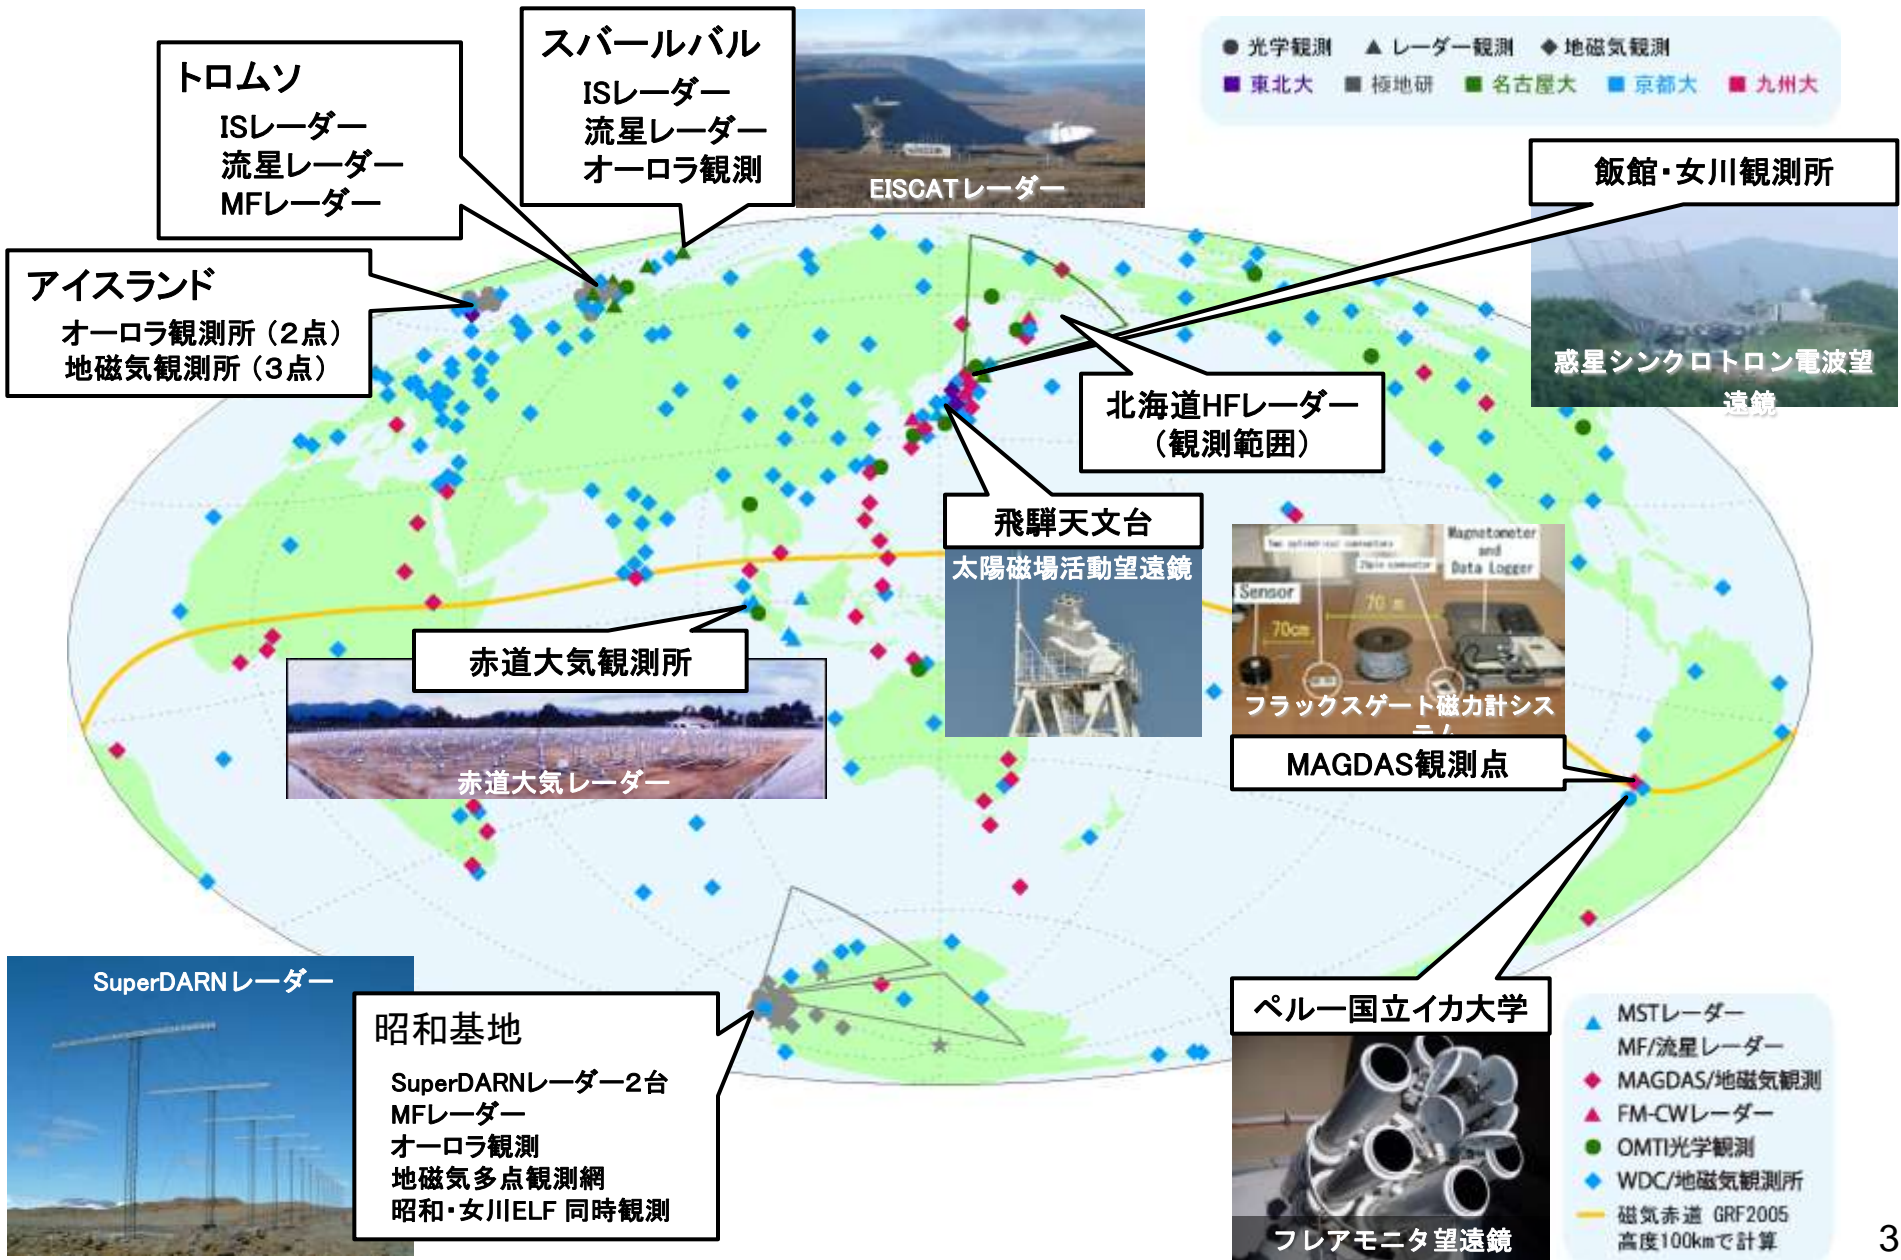 スバールバル
ISレーダー
流星レーダー
オーロラ観測
EISCATレーダー
● 光学観測 ▲ レーダー観測 ◆ 地磁気観測
■ 東北大 ■ 極地研 ■ 名古屋大 ■ 京都大 ■ 九州大
トロムソ
ISレーダー
流星レーダー
MFレーダー
飯館・女川観測所
惑星シンクロトロン電波望
遠鏡
アイスランド
オーロラ観測所（２点）
地磁気観測所（３点）
北海道HFレーダー
（観測範囲）
飛騨天文台
太陽磁場活動望遠鏡
Two cylindrical connectors
Magnetometer
and
Data Logger
Sensor
70 m
70cm
フラックスゲート磁力計シス
テム
MAGDAS観測点
赤道大気観測所
赤道大気レーダー
SuperDARNレーダー
昭和基地
SuperDARNレーダー２台
MFレーダー
オーロラ観測
地磁気多点観測網
昭和・女川ELF 同時観測
ペルー国立イカ大学
フレアモニタ望遠鏡
MSTレーダー
MF/流星レーダー
MAGDAS/地磁気観測
FM-CWレーダー
OMTI光学観測
WDC/地磁気観測所
磁気赤道 GRF2005
高度100kmで計算
3